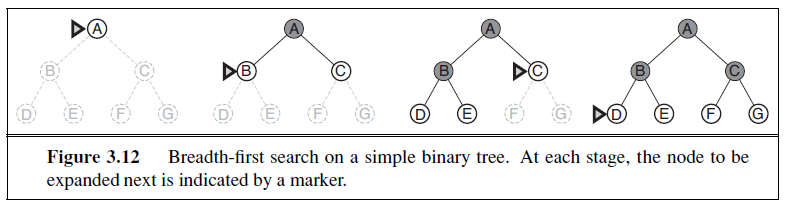 A A A A
B C B C B C B C
D E F G D E F G D E F G D E F G
Figure 3.12 Breadth-first search on a simple binary tree. At each stage, the node to be
expanded next is indicated by a marker.